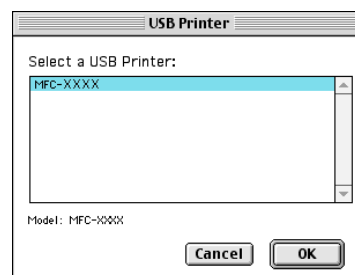 USB Printer
Select a USB Printer:
MFC-XXXX
Model: MFC-XXXX
Cancel OK